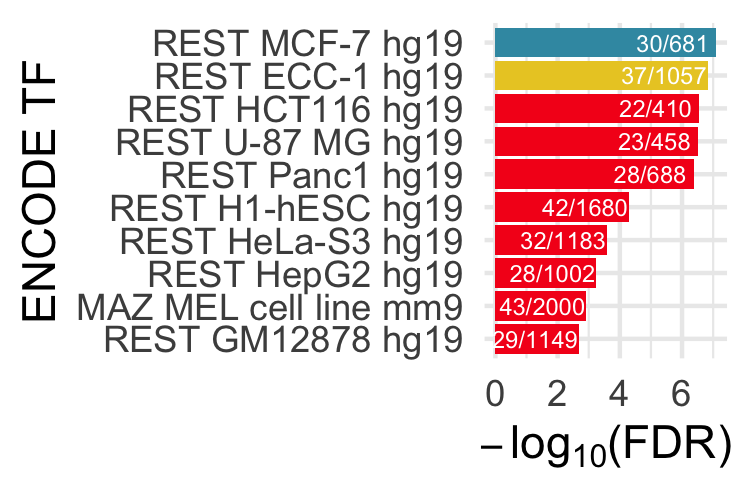 ENCODE TF
REST MCF-7 hg19 30/681
REST ECC-1 hg19 37/1057
REST HCT116 hg19 22/410
REST U-87 MG hg19 23/458
REST Panc1 hg19 28/688
REST H1-hESC hg19 42/1680
REST HeLa-S3 hg19 32/1183
REST HepG2 hg19 28/1002
MAZ MEL cell line mm9 43/2000
REST GM12878 hg19 29/1149
0 2 4 6
−log₁₀(FDR)